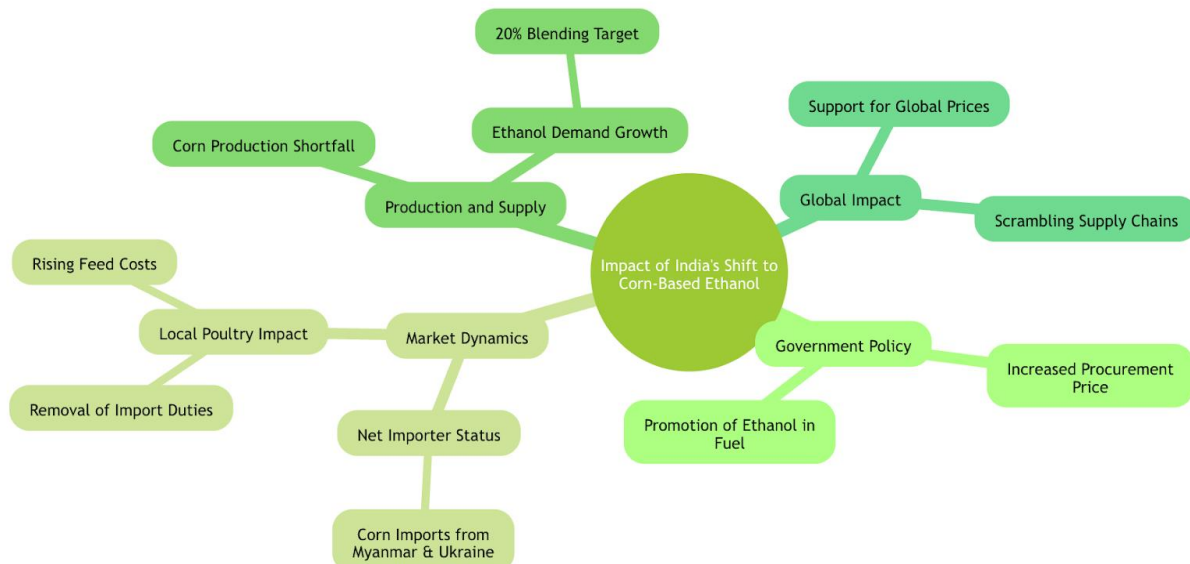 20% Blending Target
Support for Global Prices
Ethanol Demand Growth
Corn Production Shortfall
Global Impact
Production and Supply
Scrambling Supply Chains
Impact of India's Shift to
Corn-Based Ethanol
Rising Feed Costs
Local Poultry Impact
Market Dynamics
Government Policy
Increased Procurement
Price
Removal of Import Duties
Net Importer Status
Promotion of Ethanol in
Fuel
Corn Imports from
Myanmar & Ukraine